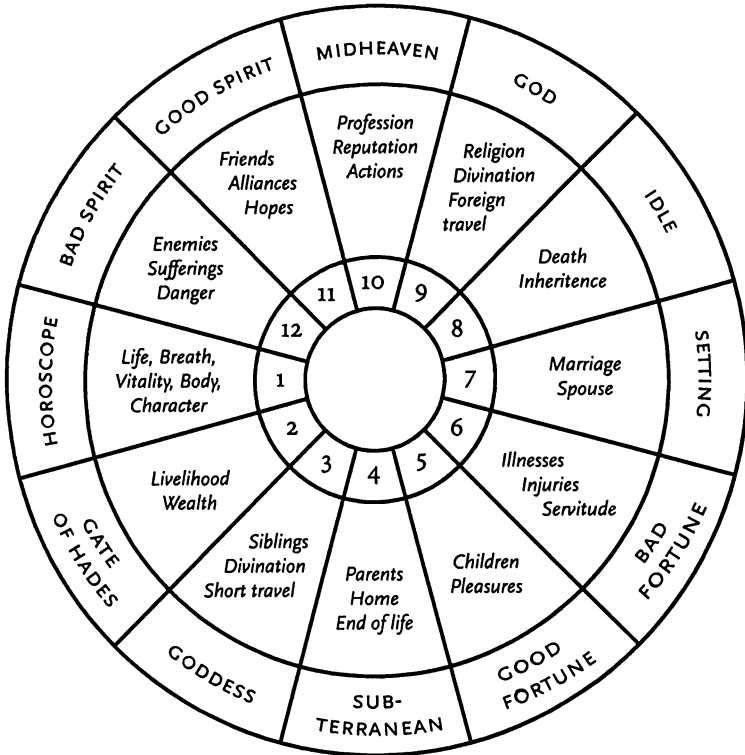 HOROSCOPE
Life, Breath,
Vitality, Body,
Character
1
GATE
OF HADES
Livelihood
Wealth
2
GODDESS
Siblings
Divination
Short travel
3
SUB-
TERRANEAN
Parents
Home
End of life
4
GOOD
FORTUNE
Children
Pleasures
5
BAD
FORTUNE
Illnesses
Injuries
Servitude
6
SETTING
Marriage
Spouse
7
IDLE
Death
Inheritence
8
GOD
Religion
Divination
Foreign
travel
9
MIDHEAVEN
Profession
Reputation
Actions
10
GOOD SPIRIT
Friends
Alliances
Hopes
11
BAD SPIRIT
Enemies
Sufferings
Danger
12